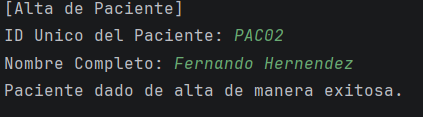 [Alta de Paciente]
ID Unico del Paciente: PAC02
Nombre Completo: Fernando Hernendez
Paciente dado de alta de manera exitosa.